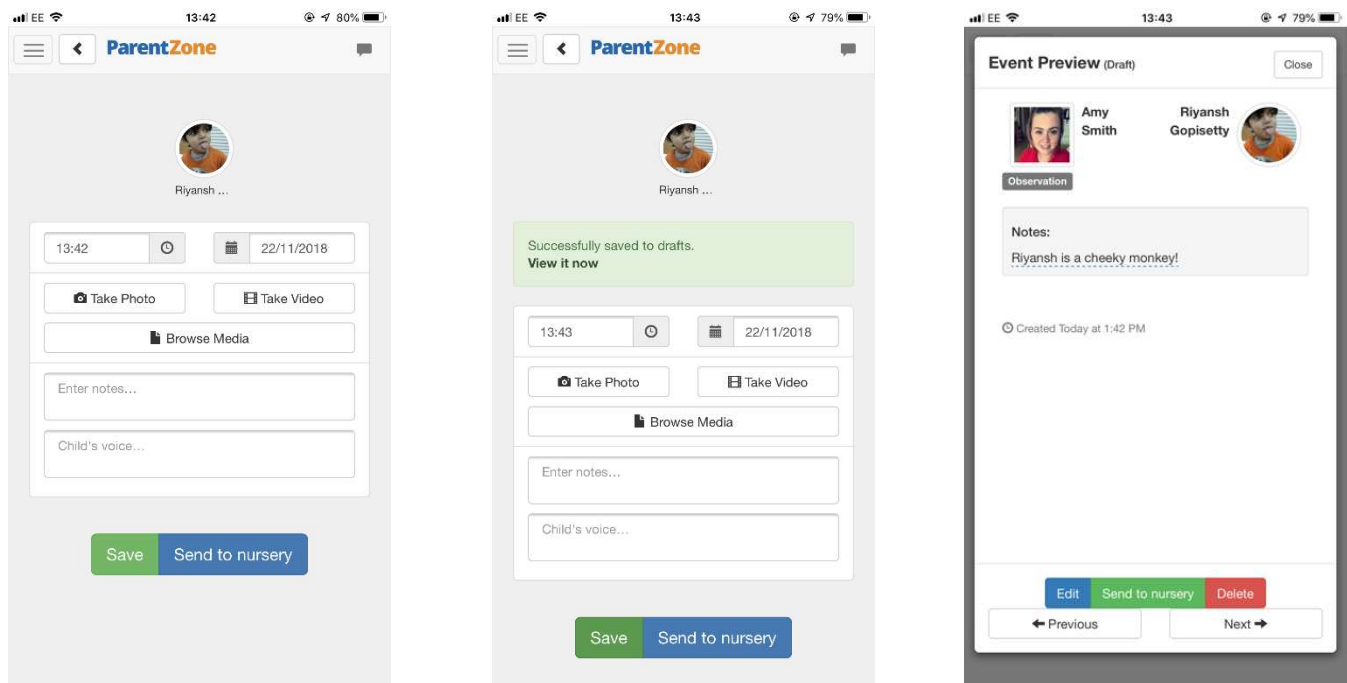 EE 13:42 80%
ParentZone
Riyansh ...
13:42 22/11/2018
Take Photo Take Video
Browse Media
Enter notes...
Child's voice...
Save Send to nursery
EE 13:43 79%
ParentZone
Riyansh ...
Successfully saved to drafts.
View it now
13:43 22/11/2018
Take Photo Take Video
Browse Media
Enter notes...
Child's voice...
Save Send to nursery
EE 13:43 79%
Event Preview (Draft) Close
Amy Riyansh
Smith Gopisetty
Observation
Notes:
Riyansh is a cheeky monkey!
Created Today at 1:42 PM
Edit Send to nursery Delete
Previous Next